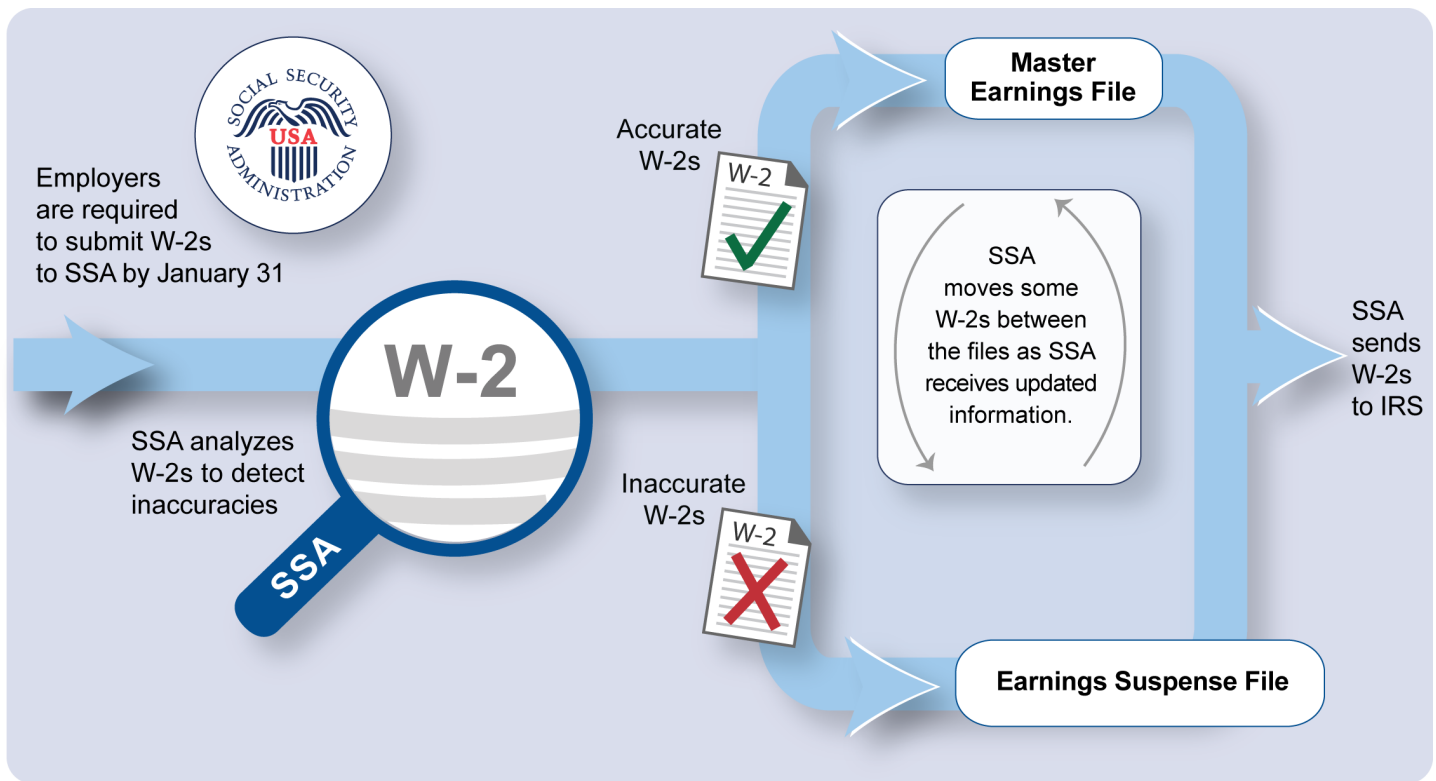 SOCIAL SECURITY
USA
ADMINISTRATION
Employers
are required
to submit W-2s
to SSA by January 31
SSA analyzes
W-2s to detect
inaccuracies
W-2
SSA
Accurate
W-2s
W-2
Inaccurate
W-2s
W-2
Master
Earnings File
SSA
moves some
W-2s between
the files as SSA
receives updated
information.
Earnings Suspense File
SSA
sends
W-2s
to IRS